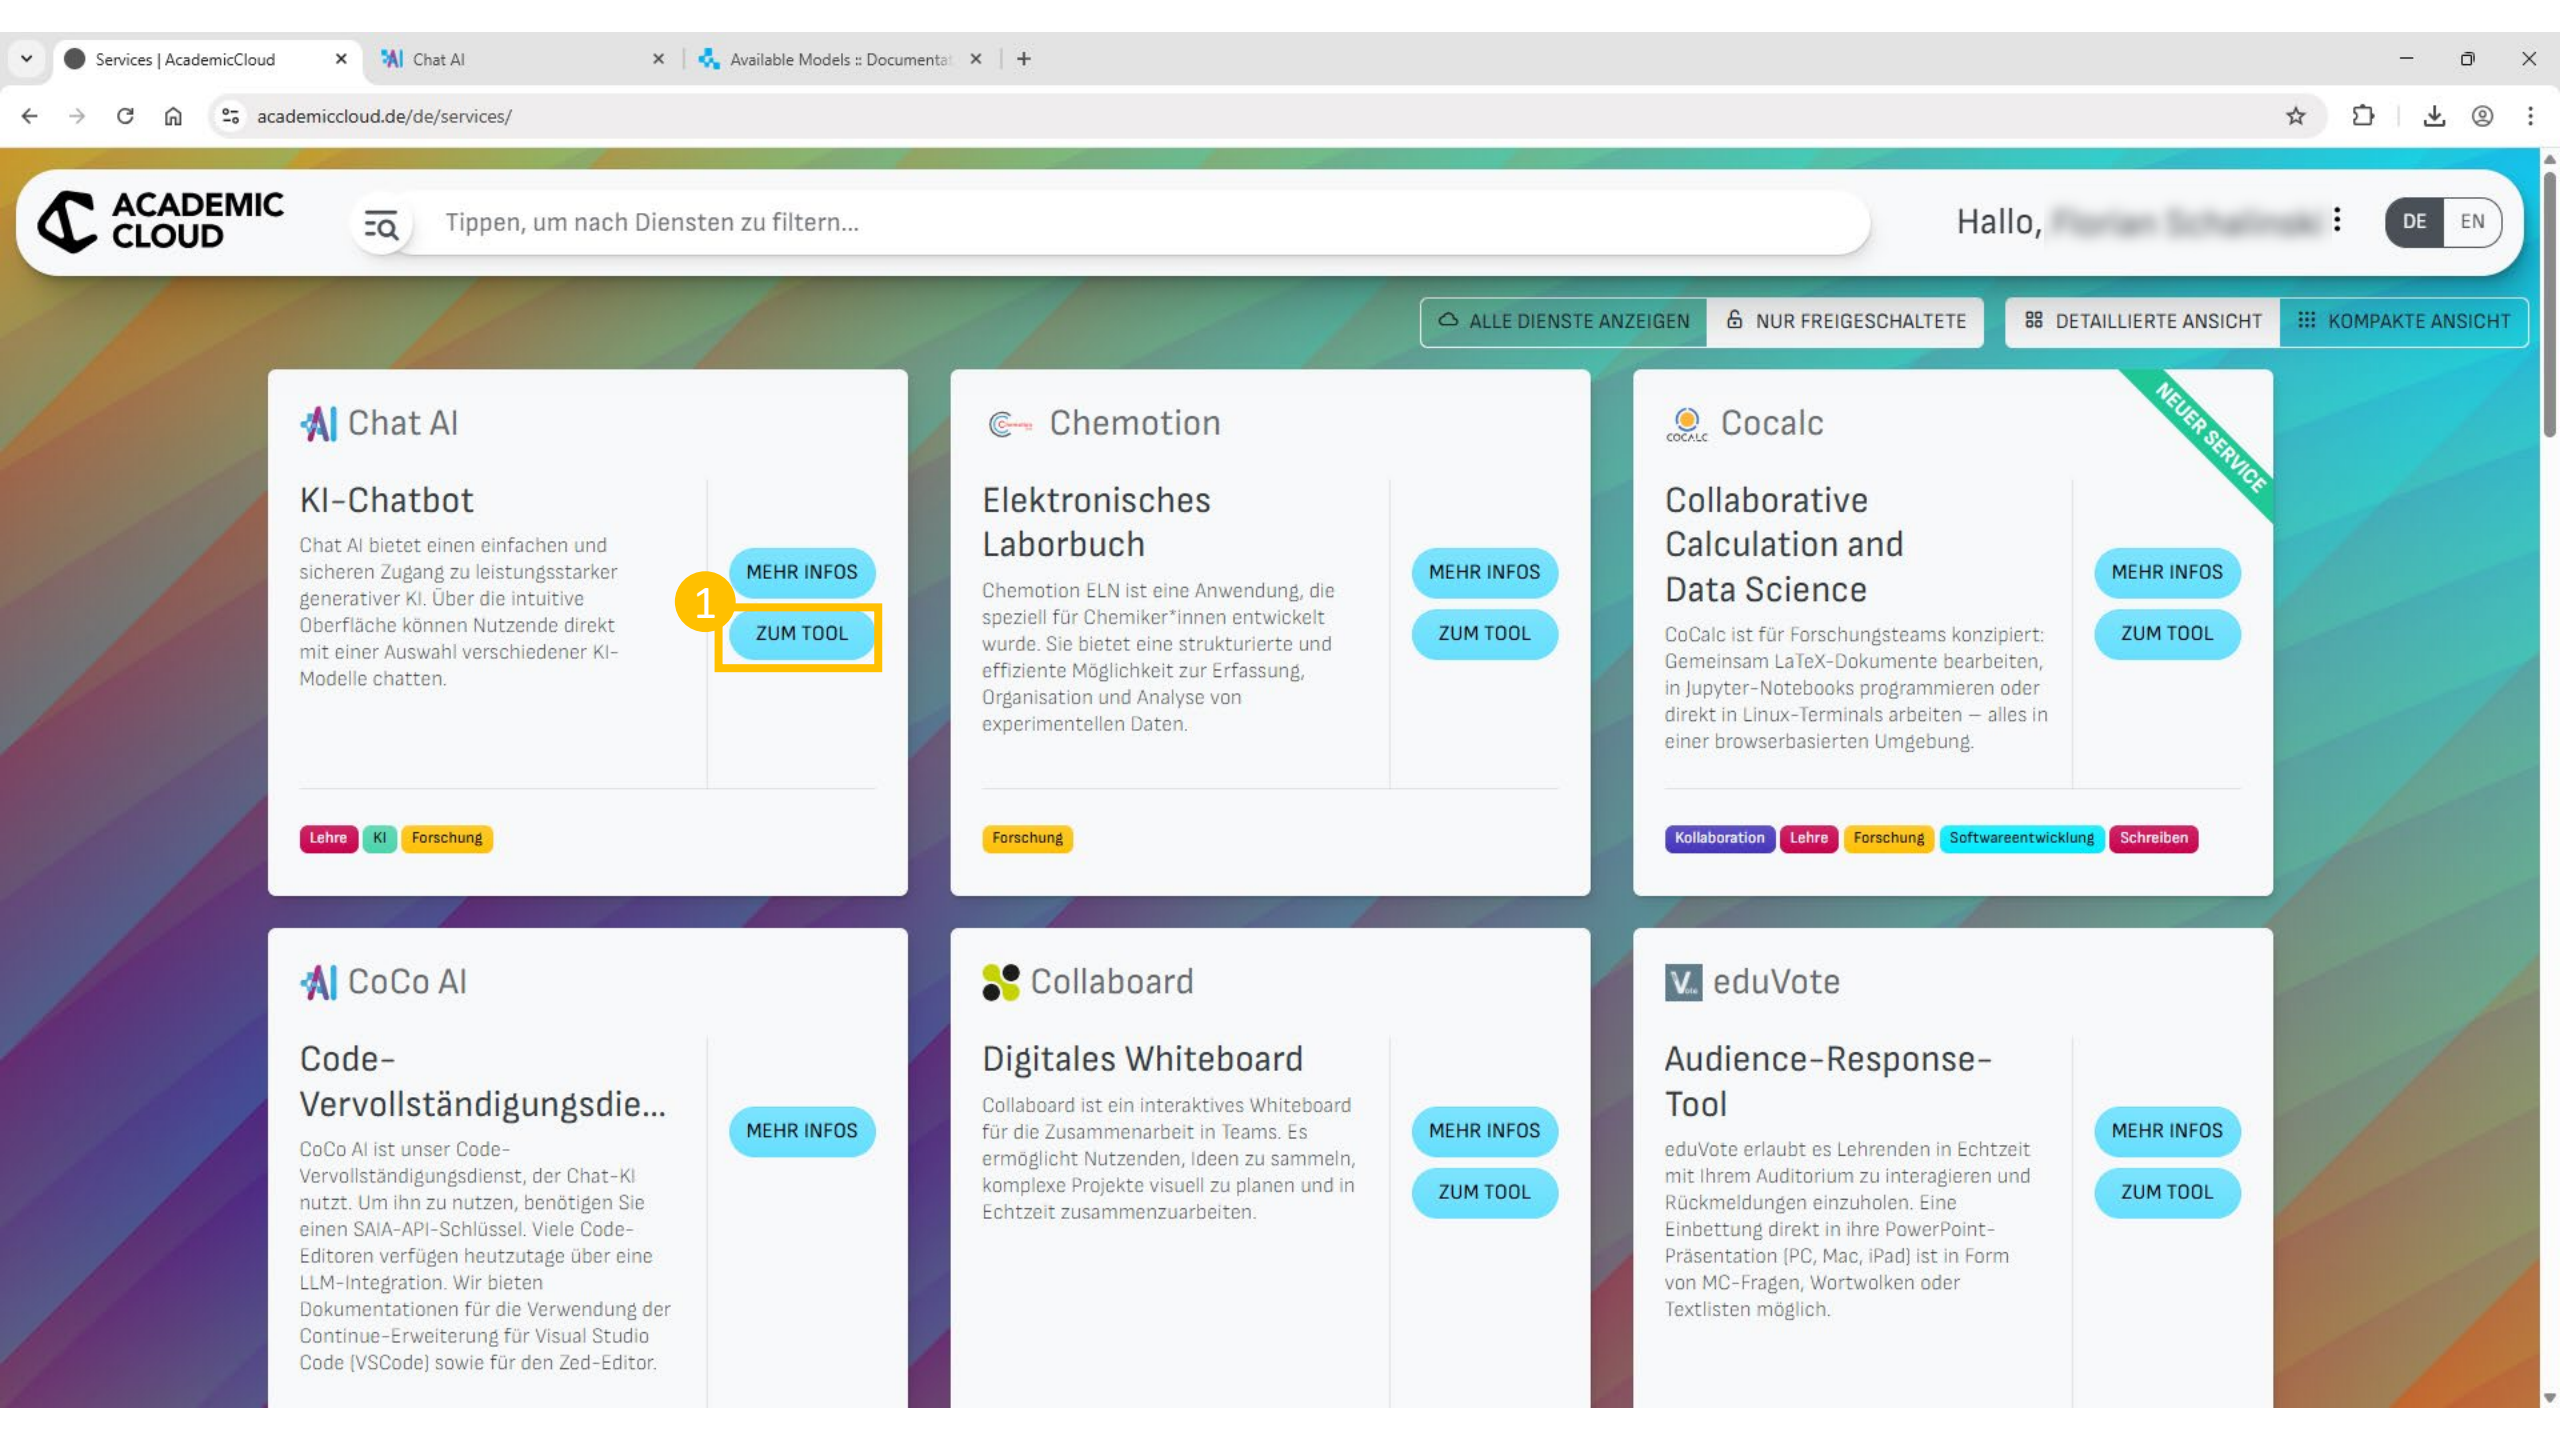 Services | AcademicCloud
Chat AI
Available Models :: Documentat
academiccloud.de/de/services/
ACADEMIC
CLOUD
Tippen, um nach Diensten zu filtern...
Hallo,
DE EN
ALLE DIENSTE ANZEIGEN
NUR FREIGESCHALTETE
DETAILLIERTE ANSICHT
KOMPAKTE ANSICHT
Chat AI
KI-Chatbot
Chat AI bietet einen einfachen und
sicheren Zugang zu leistungsstarker
generativer KI. Über die intuitive
Oberfläche können Nutzende direkt
mit einer Auswahl verschiedener KI-
Modelle chatten.
MEHR INFOS
1
ZUM TOOL
Lehre KI Forschung
Chemotion
Elektronisches
Laborbuch
Chemotion ELN ist eine Anwendung, die
speziell für Chemiker*innen entwickelt
wurde. Sie bietet eine strukturierte und
effiziente Möglichkeit zur Erfassung,
Organisation und Analyse von
experimentellen Daten.
MEHR INFOS
ZUM TOOL
Forschung
COCALC
Cocalc
NEUER SERVICE
Collaborative
Calculation and
Data Science
CoCalc ist für Forschungsteams konzipiert:
Gemeinsam LaTeX-Dokumente bearbeiten,
in Jupyter-Notebooks programmieren oder
direkt in Linux-Terminals arbeiten – alles in
einer browserbasierten Umgebung.
MEHR INFOS
ZUM TOOL
Kollaboration Lehre Forschung Softwareentwicklung Schreiben
CoCo AI
Code-
Vervollständigungsdie...
CoCo AI ist unser Code-
Vervollständigungsdienst, der Chat-KI
nutzt. Um ihn zu nutzen, benötigen Sie
einen SAIA-API-Schlüssel. Viele Code-
Editoren verfügen heutzutage über eine
LLM-Integration. Wir bieten
Dokumentationen für die Verwendung der
Continue-Erweiterung für Visual Studio
Code (VSCode) sowie für den Zed-Editor.
MEHR INFOS
Collaboard
Digitales Whiteboard
Collaboard ist ein interaktives Whiteboard
für die Zusammenarbeit in Teams. Es
ermöglicht Nutzenden, Ideen zu sammeln,
komplexe Projekte visuell zu planen und in
Echtzeit zusammenzuarbeiten.
MEHR INFOS
ZUM TOOL
eduVote
Audience-Response-
Tool
eduVote erlaubt es Lehrenden in Echtzeit
mit Ihrem Auditorium zu interagieren und
Rückmeldungen einzuholen. Eine
Einbettung direkt in ihre PowerPoint-
Präsentation (PC, Mac, iPad) ist in Form
von MC-Fragen, Wortwolken oder
Textlisten möglich.
MEHR INFOS
ZUM TOOL